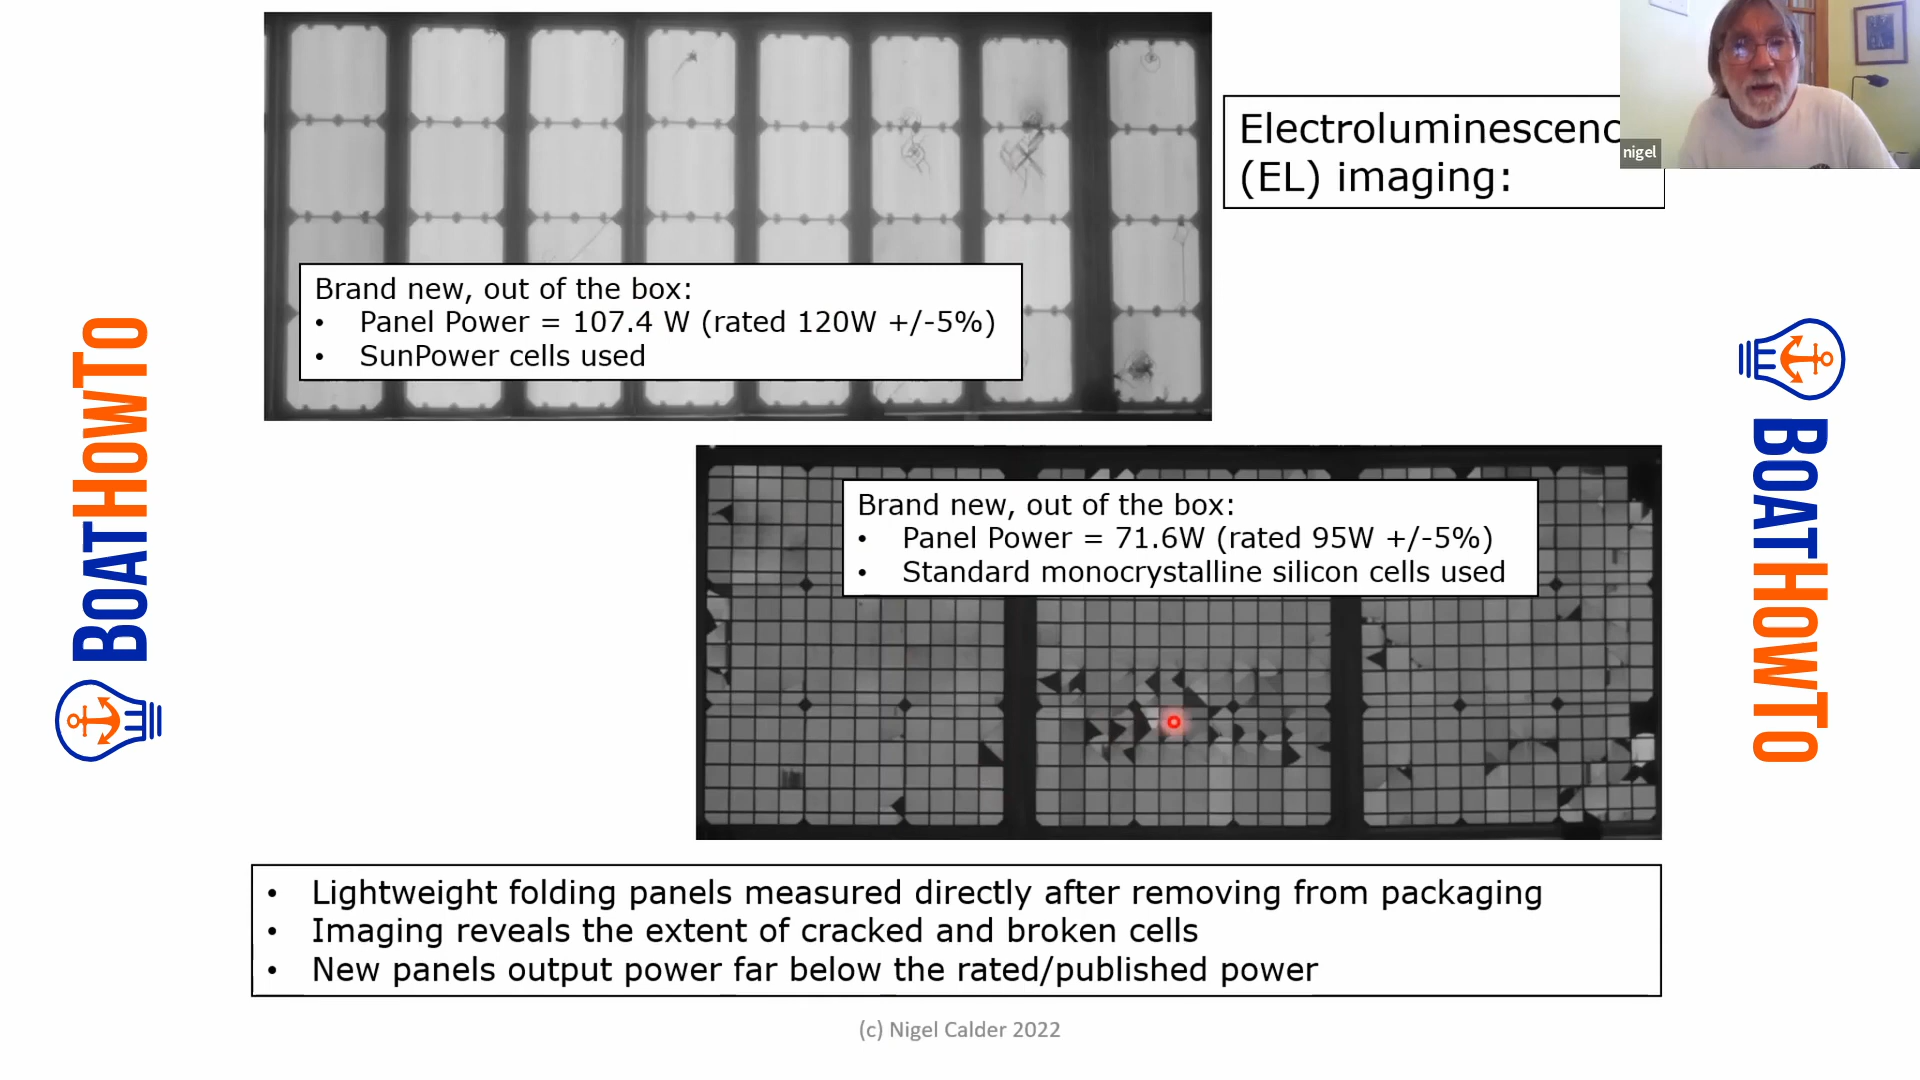 Electroluminescenc
(EL) imaging:
nigel
Brand new, out of the box:
• Panel Power = 107.4 W (rated 120W +/-5%)
• SunPower cells used
Brand new, out of the box:
• Panel Power = 71.6W (rated 95W +/-5%)
• Standard monocrystalline silicon cells used
BOATHOWTO
BOATHOWTO
• Lightweight folding panels measured directly after removing from packaging
• Imaging reveals the extent of cracked and broken cells
• New panels output power far below the rated/published power
(c) Nigel Calder 2022